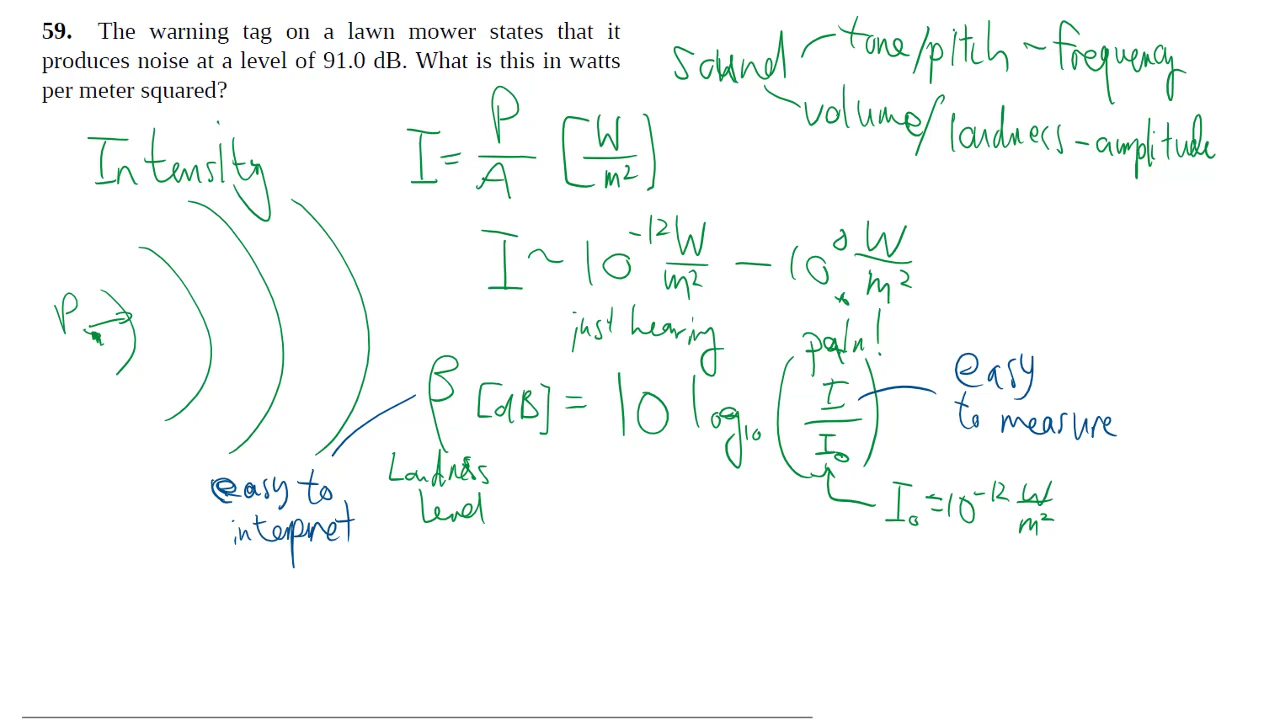 59. The warning tag on a lawn mower states that it
produces noise at a level of 91.0 dB. What is this in watts
per meter squared?
Sound
tone/pitch ~ frequency
volume/loudness - amplitude
Intensity
I = P/A [W/m²]
I ~ 10⁻¹² W/m² — 10⁰ W/m²
just hearing
pain!
P
β [dB] = 10 log₁₀ (I/I₀)
easy
to measure
Loudness
level
easy to
interpret
I₀ = 10⁻¹² W/m²